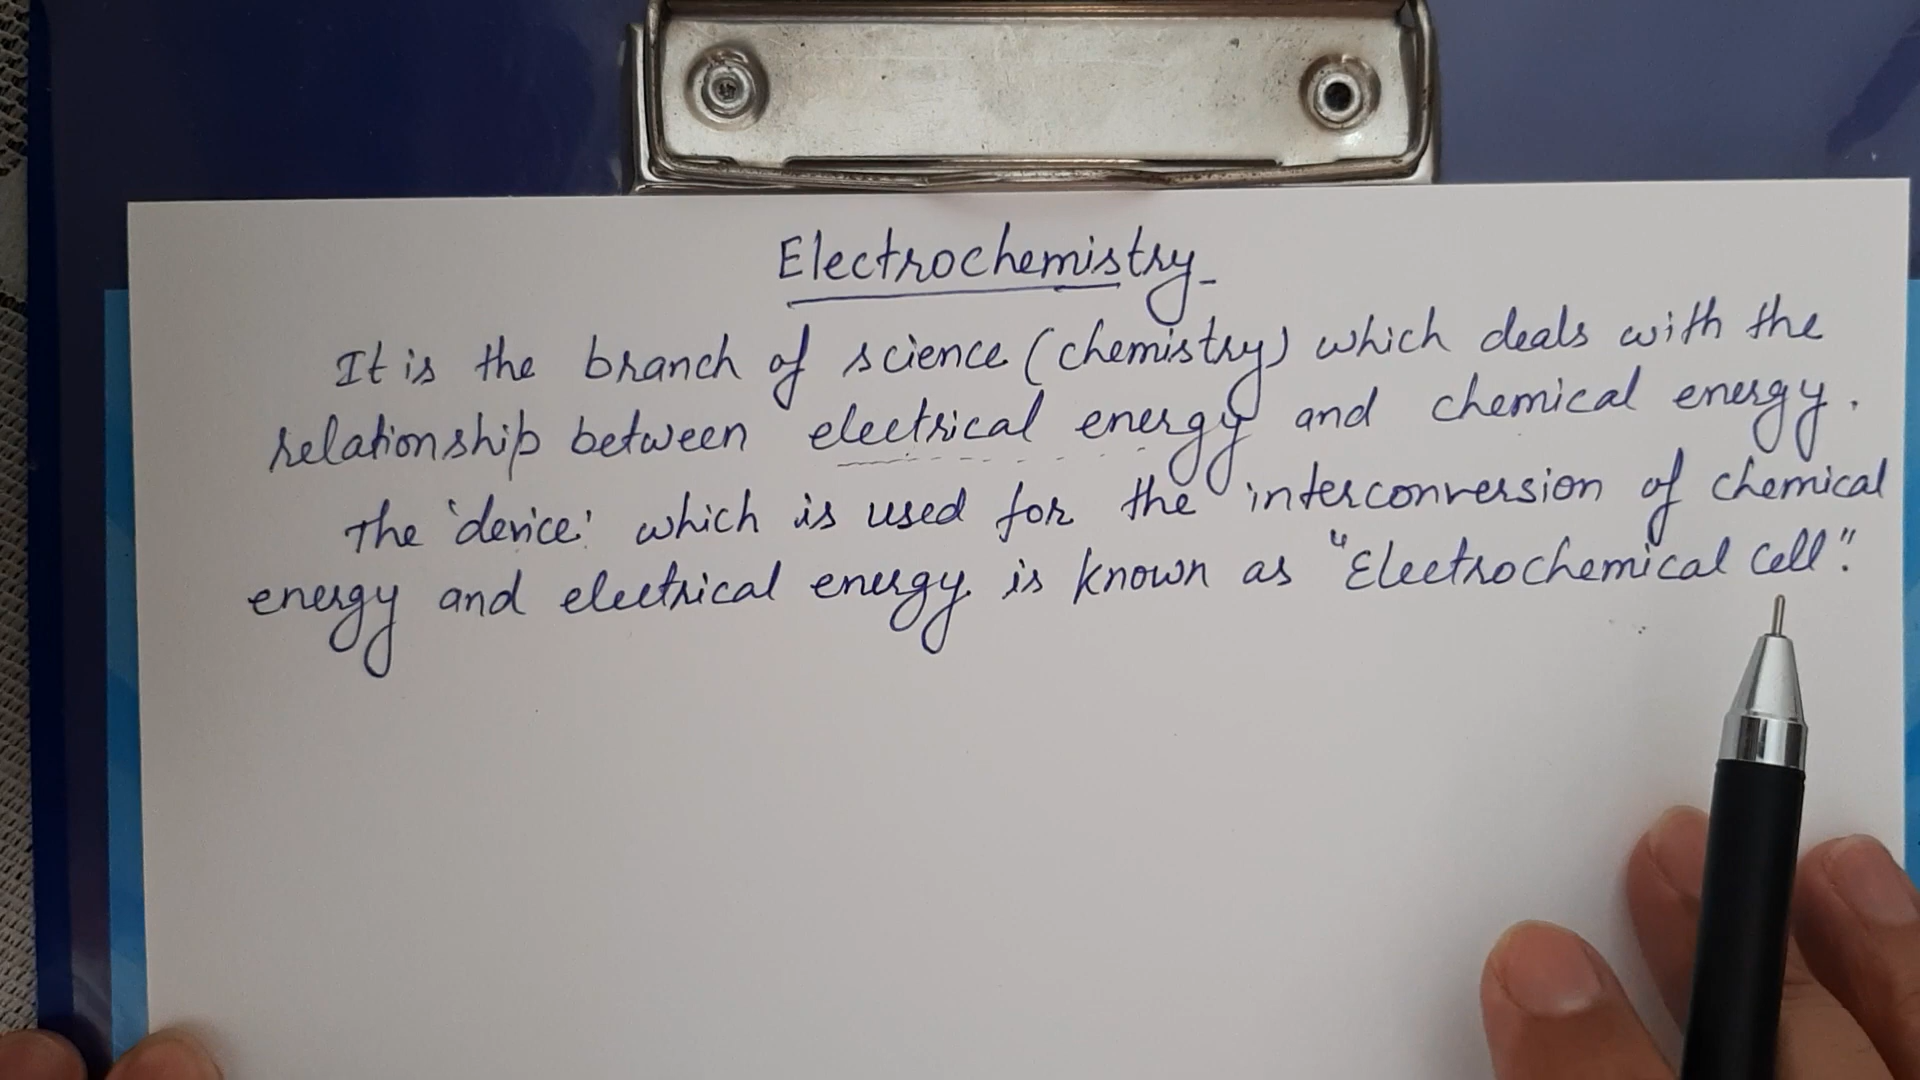 Electrochemistry-
It is the branch of science (chemistry) which deals with the
relationship between electrical energy and chemical energy.
The 'device' which is used for the interconversion of chemical
energy and electrical energy is known as "Electrochemical Cell".